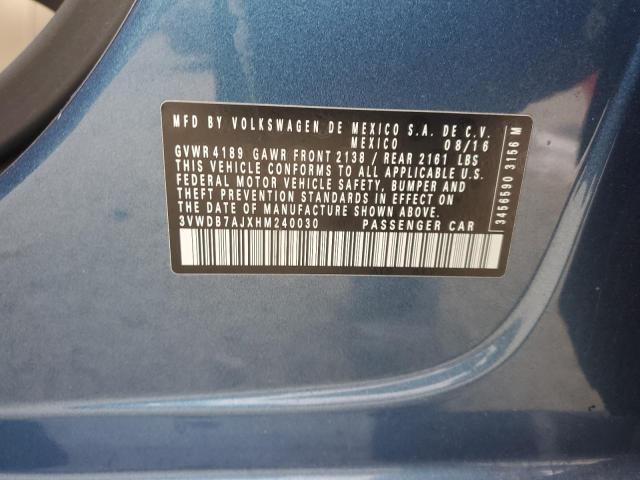 MFD BY VOLKSWAGEN DE MEXICO S.A. DE C.V.
MEXICO 08/16
GVWR 4189 GAWR FRONT 2138 / REAR 2161 LBS
THIS VEHICLE CONFORMS TO ALL APPLICABLE U.S.
FEDERAL MOTOR VEHICLE SAFETY, BUMPER AND
THEFT PREVENTION STANDARDS IN EFFECT ON
THE DATE OF MANUFACTURE SHOWN ABOVE.
3VWDB7AJXHM240030 PASSENGER CAR
3456590 3156 M